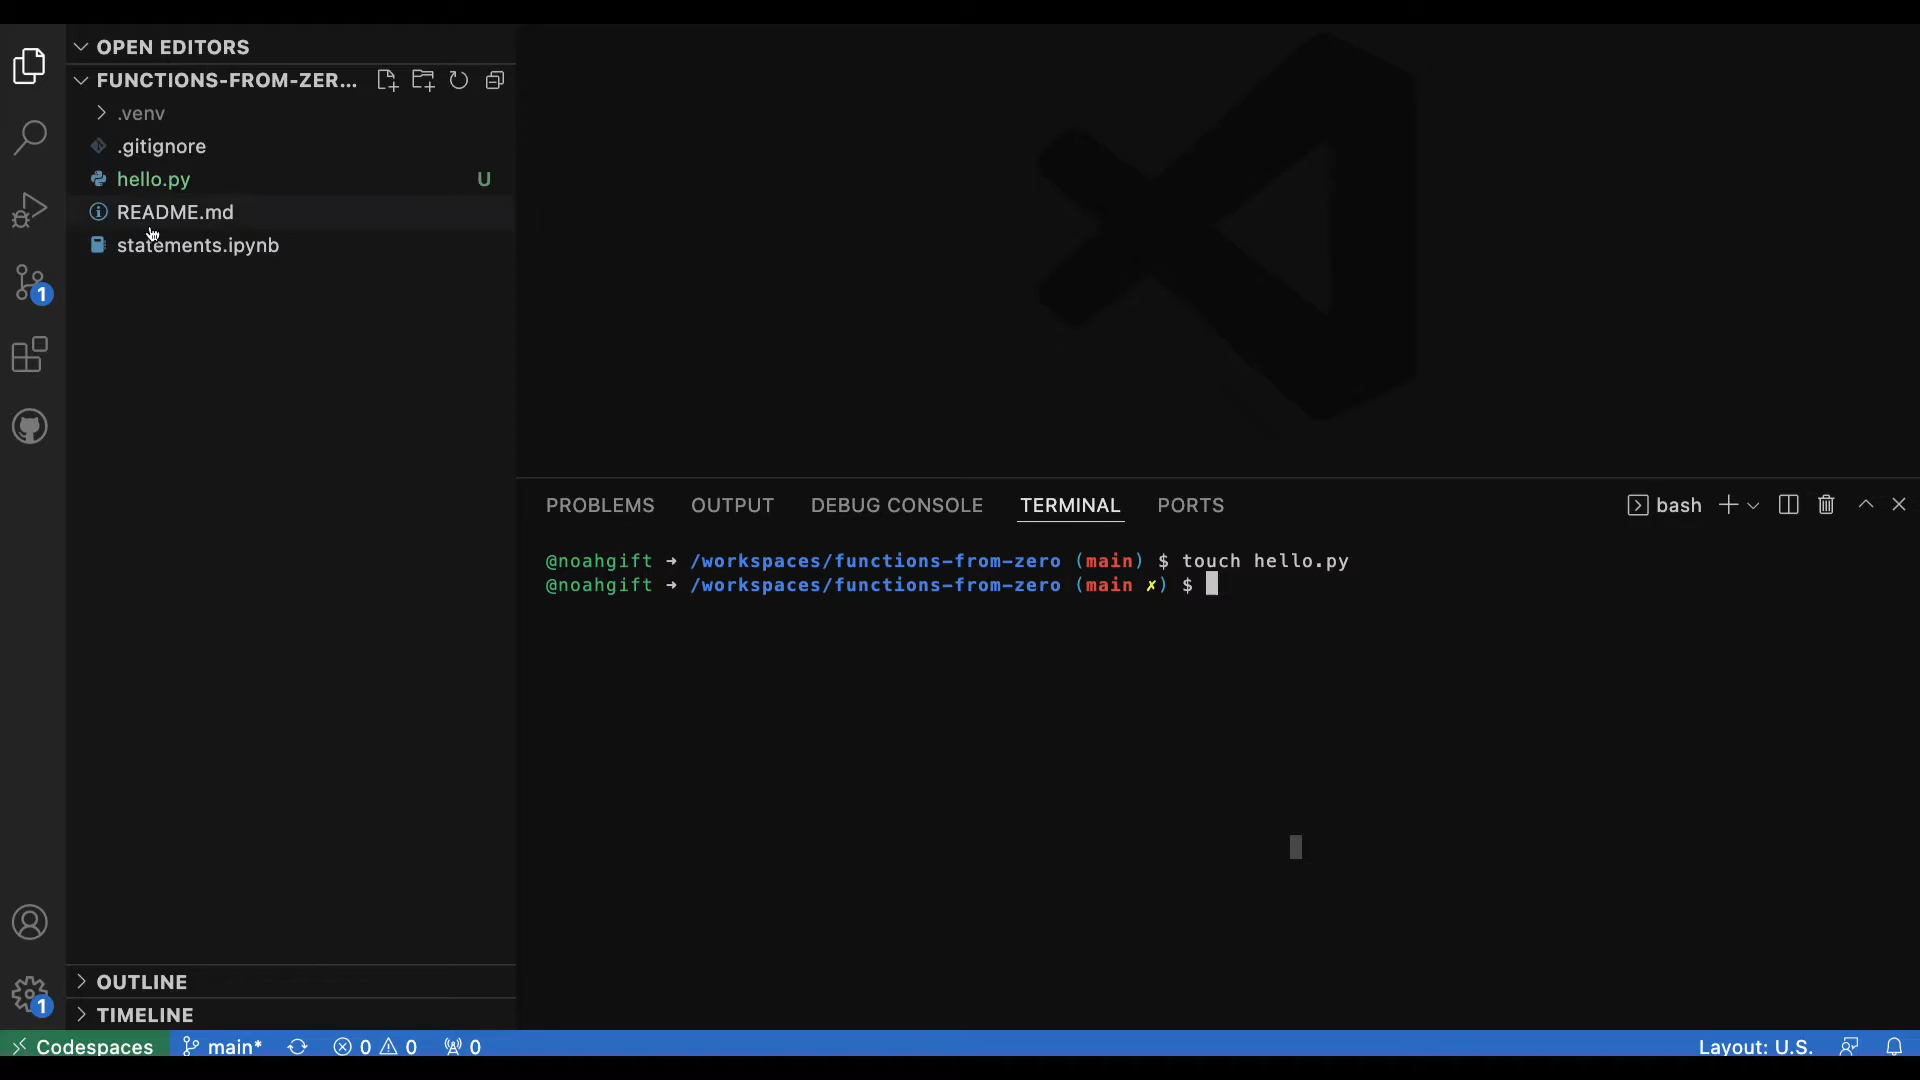 OPEN EDITORS
FUNCTIONS-FROM-ZER...
.venv
.gitignore
hello.py U
README.md
statements.ipynb
1
PROBLEMS OUTPUT DEBUG CONSOLE TERMINAL PORTS
bash
@noahgift → /workspaces/functions-from-zero (main) $ touch hello.py
@noahgift → /workspaces/functions-from-zero (main ✗) $
OUTLINE
1
TIMELINE
Codespaces main* 0 0 0 Layout: U.S.